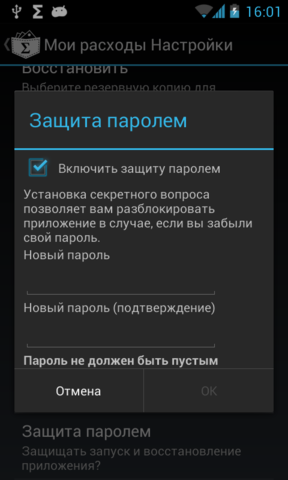 16:01
Мои расходы Настройки
Восстановить
Выберите резервную копию для
Защита паролем
Включить защиту паролем
Установка секретного вопроса
позволяет вам разблокировать
приложение в случае, если вы забыли
свой пароль.
Новый пароль
Новый пароль (подтверждение)
Пароль не должен быть пустым
Отмена
OK
Защита паролем
Защищать запуск и восстановление
приложения?